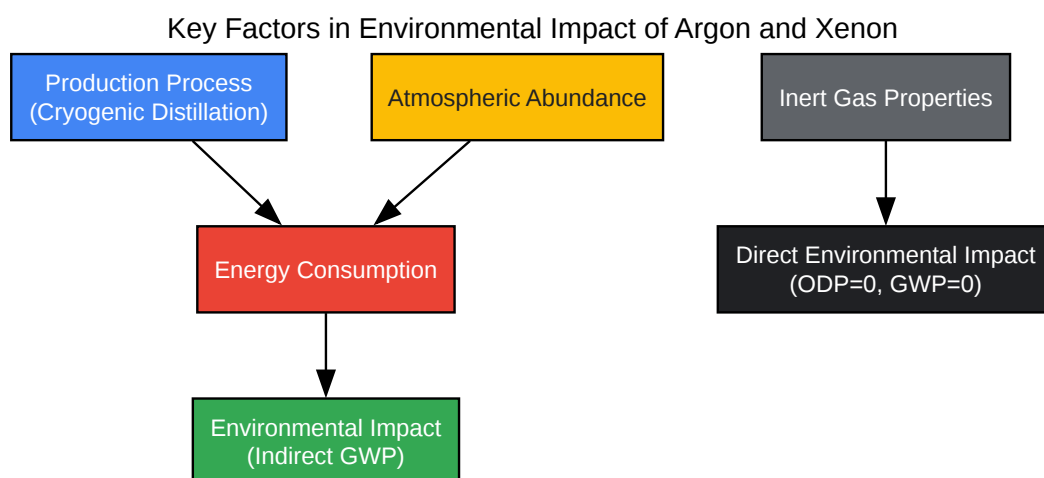 Key Factors in Environmental Impact of Argon and Xenon
Production Process
(Cryogenic Distillation)
Atmospheric Abundance
Inert Gas Properties
Energy Consumption
Direct Environmental Impact
(ODP=0, GWP=0)
Environmental Impact
(Indirect GWP)